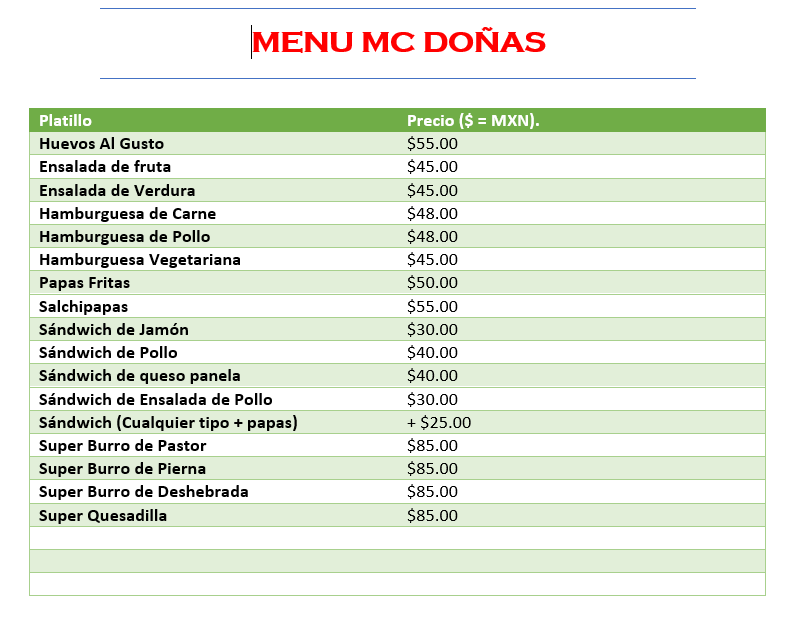 MENU MC DOÑAS
Platillo Precio ($ = MXN).
Huevos Al Gusto $55.00
Ensalada de fruta $45.00
Ensalada de Verdura $45.00
Hamburguesa de Carne $48.00
Hamburguesa de Pollo $48.00
Hamburguesa Vegetariana $45.00
Papas Fritas $50.00
Salchipapas $55.00
Sándwich de Jamón $30.00
Sándwich de Pollo $40.00
Sándwich de queso panela $40.00
Sándwich de Ensalada de Pollo $30.00
Sándwich (Cualquier tipo + papas) + $25.00
Super Burro de Pastor $85.00
Super Burro de Pierna $85.00
Super Burro de Deshebrada $85.00
Super Quesadilla $85.00